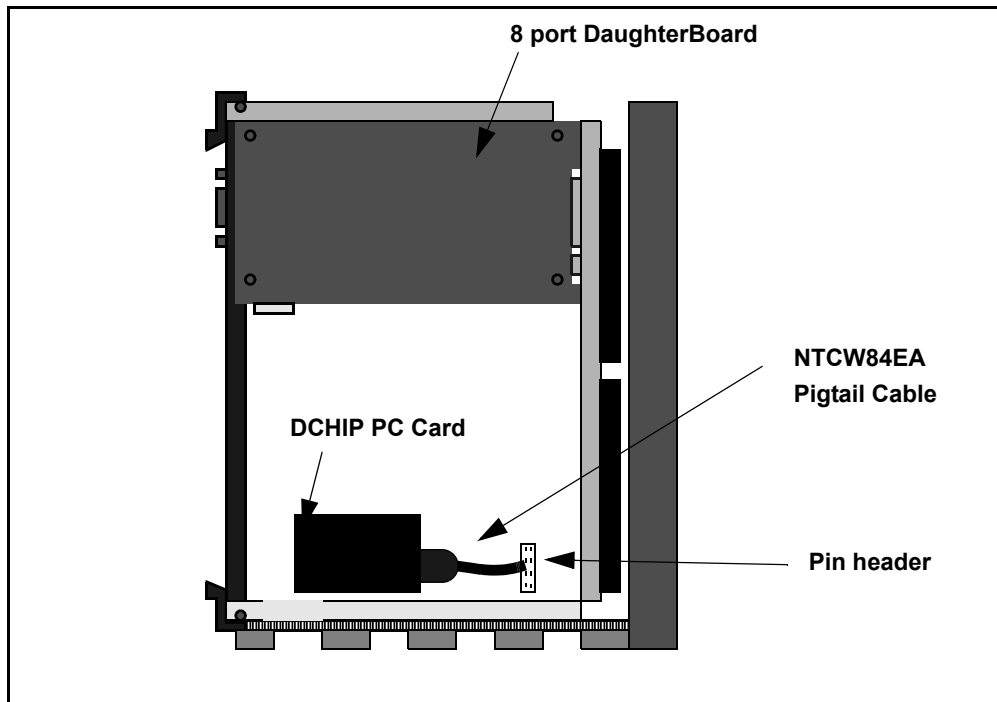 8 port DaughterBoard
NTCW84EA
Pigtail Cable
DCHIP PC Card
Pin header